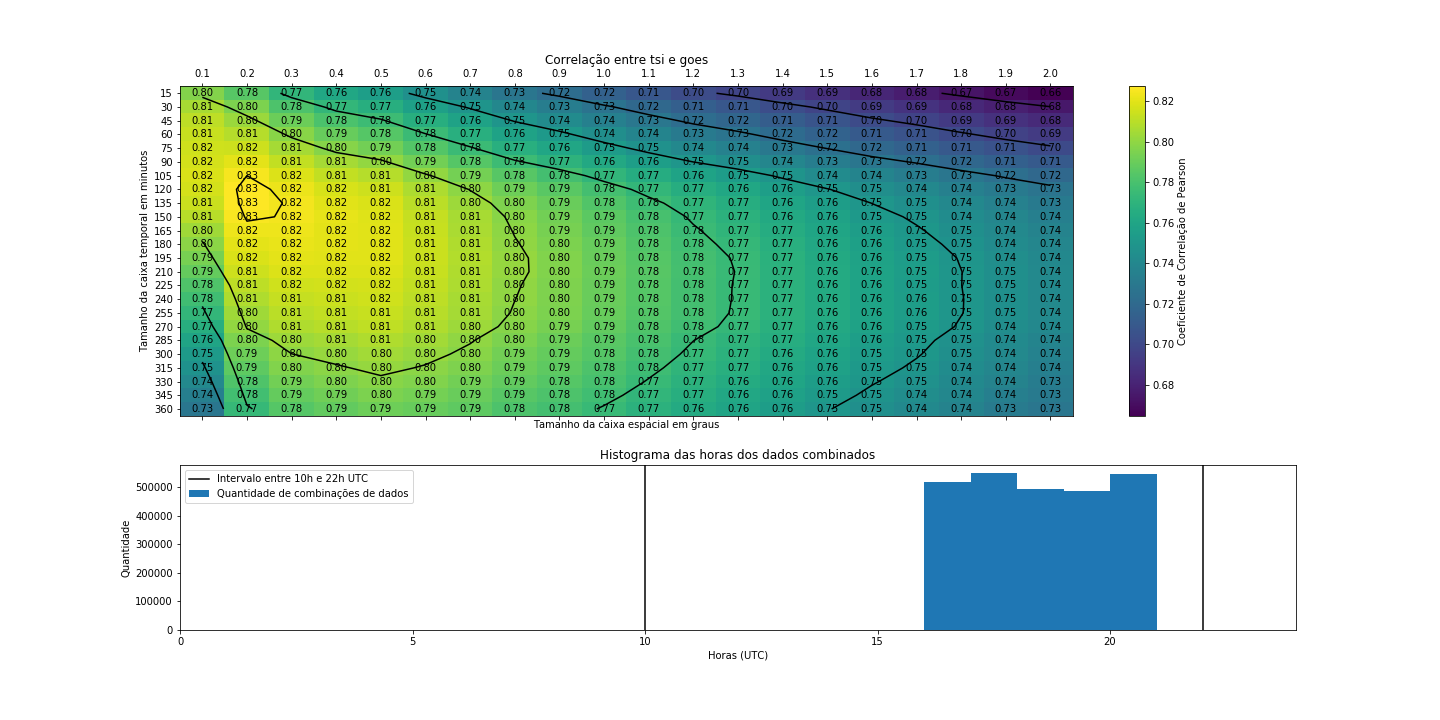 Correlação entre tsi e goes
0.1 0.2 0.3 0.4 0.5 0.6 0.7 0.8 0.9 1.0 1.1 1.2 1.3 1.4 1.5 1.6 1.7 1.8 1.9 2.0
15 0.80 0.78 0.77 0.76 0.76 0.75 0.74 0.73 0.72 0.72 0.71 0.70 0.70 0.69 0.69 0.68 0.68 0.67 0.67 0.66
30 0.81 0.80 0.78 0.77 0.77 0.76 0.75 0.74 0.73 0.73 0.72 0.71 0.71 0.70 0.70 0.69 0.69 0.68 0.68 0.68
45 0.81 0.80 0.79 0.78 0.78 0.77 0.76 0.75 0.74 0.74 0.73 0.72 0.72 0.71 0.71 0.70 0.70 0.69 0.69 0.68
60 0.81 0.81 0.80 0.79 0.78 0.78 0.77 0.76 0.75 0.74 0.74 0.73 0.73 0.72 0.72 0.71 0.71 0.70 0.70 0.69
75 0.82 0.82 0.81 0.80 0.79 0.78 0.78 0.77 0.76 0.75 0.75 0.74 0.74 0.73 0.72 0.72 0.71 0.71 0.71 0.70
90 0.82 0.82 0.81 0.81 0.80 0.79 0.78 0.78 0.77 0.76 0.76 0.75 0.75 0.74 0.73 0.73 0.72 0.72 0.71 0.71
105 0.82 0.83 0.82 0.81 0.81 0.80 0.79 0.78 0.78 0.77 0.77 0.76 0.75 0.75 0.74 0.74 0.73 0.73 0.72 0.72
120 0.82 0.83 0.82 0.82 0.81 0.81 0.80 0.79 0.78 0.78 0.77 0.77 0.76 0.76 0.75 0.75 0.74 0.74 0.73 0.73
135 0.81 0.83 0.82 0.82 0.82 0.81 0.80 0.80 0.79 0.78 0.78 0.77 0.76 0.76 0.76 0.75 0.75 0.74 0.74 0.73
150 0.81 0.83 0.82 0.82 0.82 0.81 0.80 0.80 0.79 0.79 0.78 0.77 0.77 0.76 0.76 0.75 0.75 0.74 0.74 0.73
165 0.80 0.82 0.82 0.82 0.82 0.81 0.81 0.80 0.79 0.79 0.78 0.78 0.77 0.77 0.76 0.76 0.75 0.75 0.74 0.74
180 0.80 0.82 0.82 0.82 0.82 0.81 0.81 0.80 0.80 0.79 0.78 0.78 0.77 0.77 0.76 0.76 0.75 0.75 0.74 0.74
195 0.79 0.82 0.82 0.82 0.82 0.81 0.81 0.80 0.80 0.79 0.78 0.78 0.77 0.77 0.76 0.76 0.75 0.75 0.75 0.74
210 0.79 0.81 0.82 0.82 0.82 0.81 0.81 0.80 0.80 0.79 0.78 0.78 0.77 0.77 0.76 0.76 0.75 0.75 0.75 0.74
225 0.78 0.81 0.82 0.82 0.82 0.81 0.81 0.80 0.80 0.79 0.78 0.78 0.77 0.77 0.76 0.76 0.75 0.75 0.75 0.74
240 0.78 0.81 0.81 0.81 0.82 0.81 0.81 0.80 0.80 0.79 0.78 0.78 0.77 0.77 0.76 0.76 0.75 0.75 0.74 0.74
255 0.77 0.80 0.81 0.81 0.82 0.81 0.81 0.80 0.80 0.79 0.78 0.78 0.77 0.77 0.76 0.76 0.75 0.75 0.75 0.74
270 0.77 0.80 0.81 0.81 0.81 0.81 0.80 0.80 0.79 0.79 0.78 0.78 0.77 0.77 0.76 0.76 0.75 0.75 0.74 0.74
285 0.76 0.80 0.80 0.81 0.81 0.80 0.80 0.80 0.79 0.79 0.78 0.78 0.77 0.77 0.76 0.76 0.75 0.75 0.74 0.74
300 0.75 0.79 0.80 0.80 0.80 0.80 0.80 0.79 0.79 0.78 0.78 0.77 0.77 0.76 0.76 0.75 0.75 0.75 0.74 0.74
315 0.75 0.79 0.80 0.80 0.80 0.80 0.79 0.79 0.79 0.78 0.78 0.77 0.77 0.76 0.76 0.75 0.75 0.74 0.74 0.74
330 0.74 0.78 0.79 0.80 0.80 0.79 0.79 0.79 0.78 0.78 0.77 0.77 0.76 0.76 0.76 0.75 0.75 0.74 0.74 0.73
345 0.74 0.78 0.79 0.79 0.80 0.79 0.79 0.79 0.78 0.78 0.77 0.77 0.76 0.76 0.75 0.75 0.74 0.74 0.74 0.73
360 0.73 0.77 0.78 0.79 0.79 0.79 0.79 0.78 0.78 0.77 0.77 0.76 0.76 0.76 0.75 0.75 0.74 0.74 0.73 0.73
Tamanho da caixa temporal em minutos
Tamanho da caixa espacial em graus
0.82
0.80
0.78
0.76
0.74
0.72
0.70
0.68
Coeficiente de Correlação de Pearson
Histograma das horas dos dados combinados
Intervalo entre 10h e 22h UTC
Quantidade de combinações de dados
500000
400000
300000
200000
100000
0
Quantidade
0 5 10 15 20
Horas (UTC)